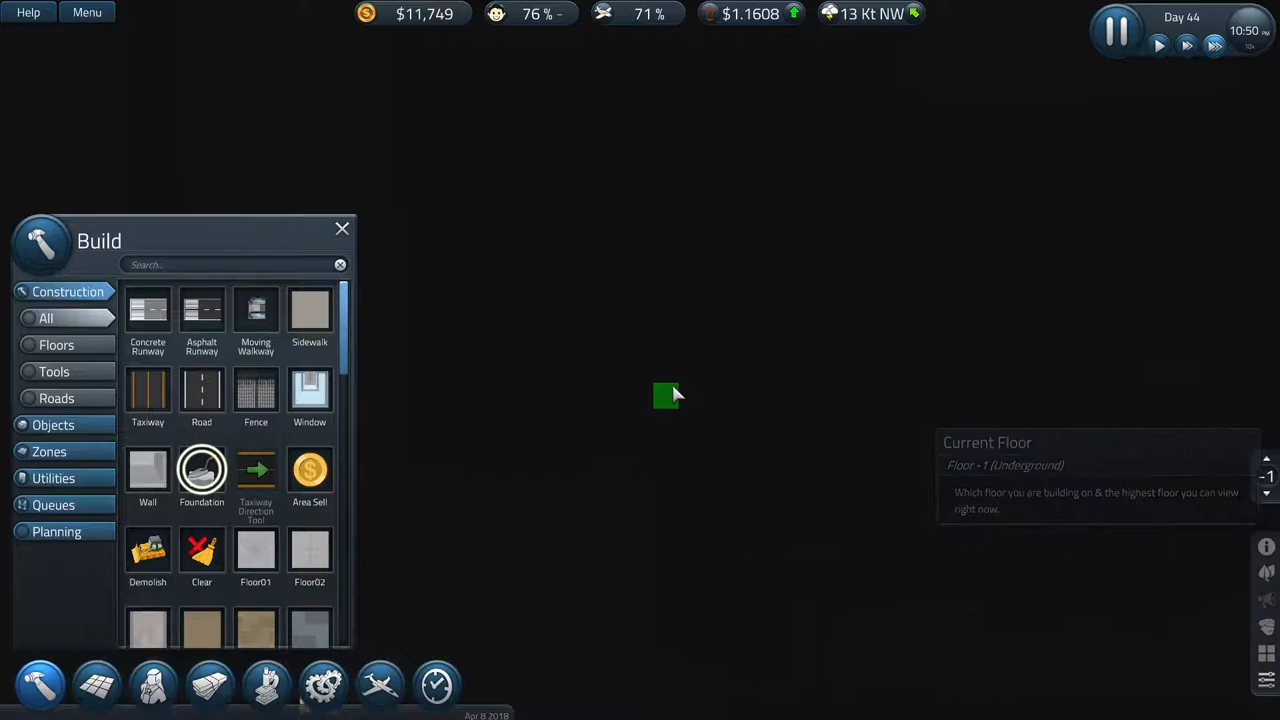 Help
Menu
$11,749
76 % -
71 %
$1.1608
13 Kt NW
Day 44
10:50 PM
10x
Build
Search...
Construction
All
Floors
Tools
Roads
Objects
Zones
Utilities
Queues
Planning
Concrete
Runway
Asphalt
Runway
Moving
Walkway
Sidewalk
Taxiway
Road
Fence
Window
Wall
Foundation
Taxiway
Direction
Tool
Area Sell
Demolish
Clear
Floor01
Floor02
Current Floor
Floor -1 (Underground)
Which floor you are building on & the highest floor you can view
right now.
-1
Apr 8 2018